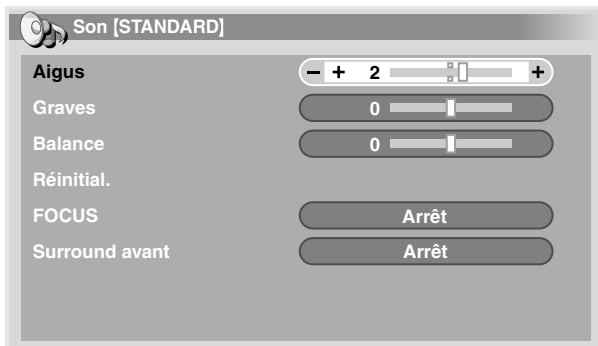 Son [STANDARD]
Aigus − + 2 +
Graves 0
Balance 0
Réinitial.
FOCUS Arrêt
Surround avant Arrêt